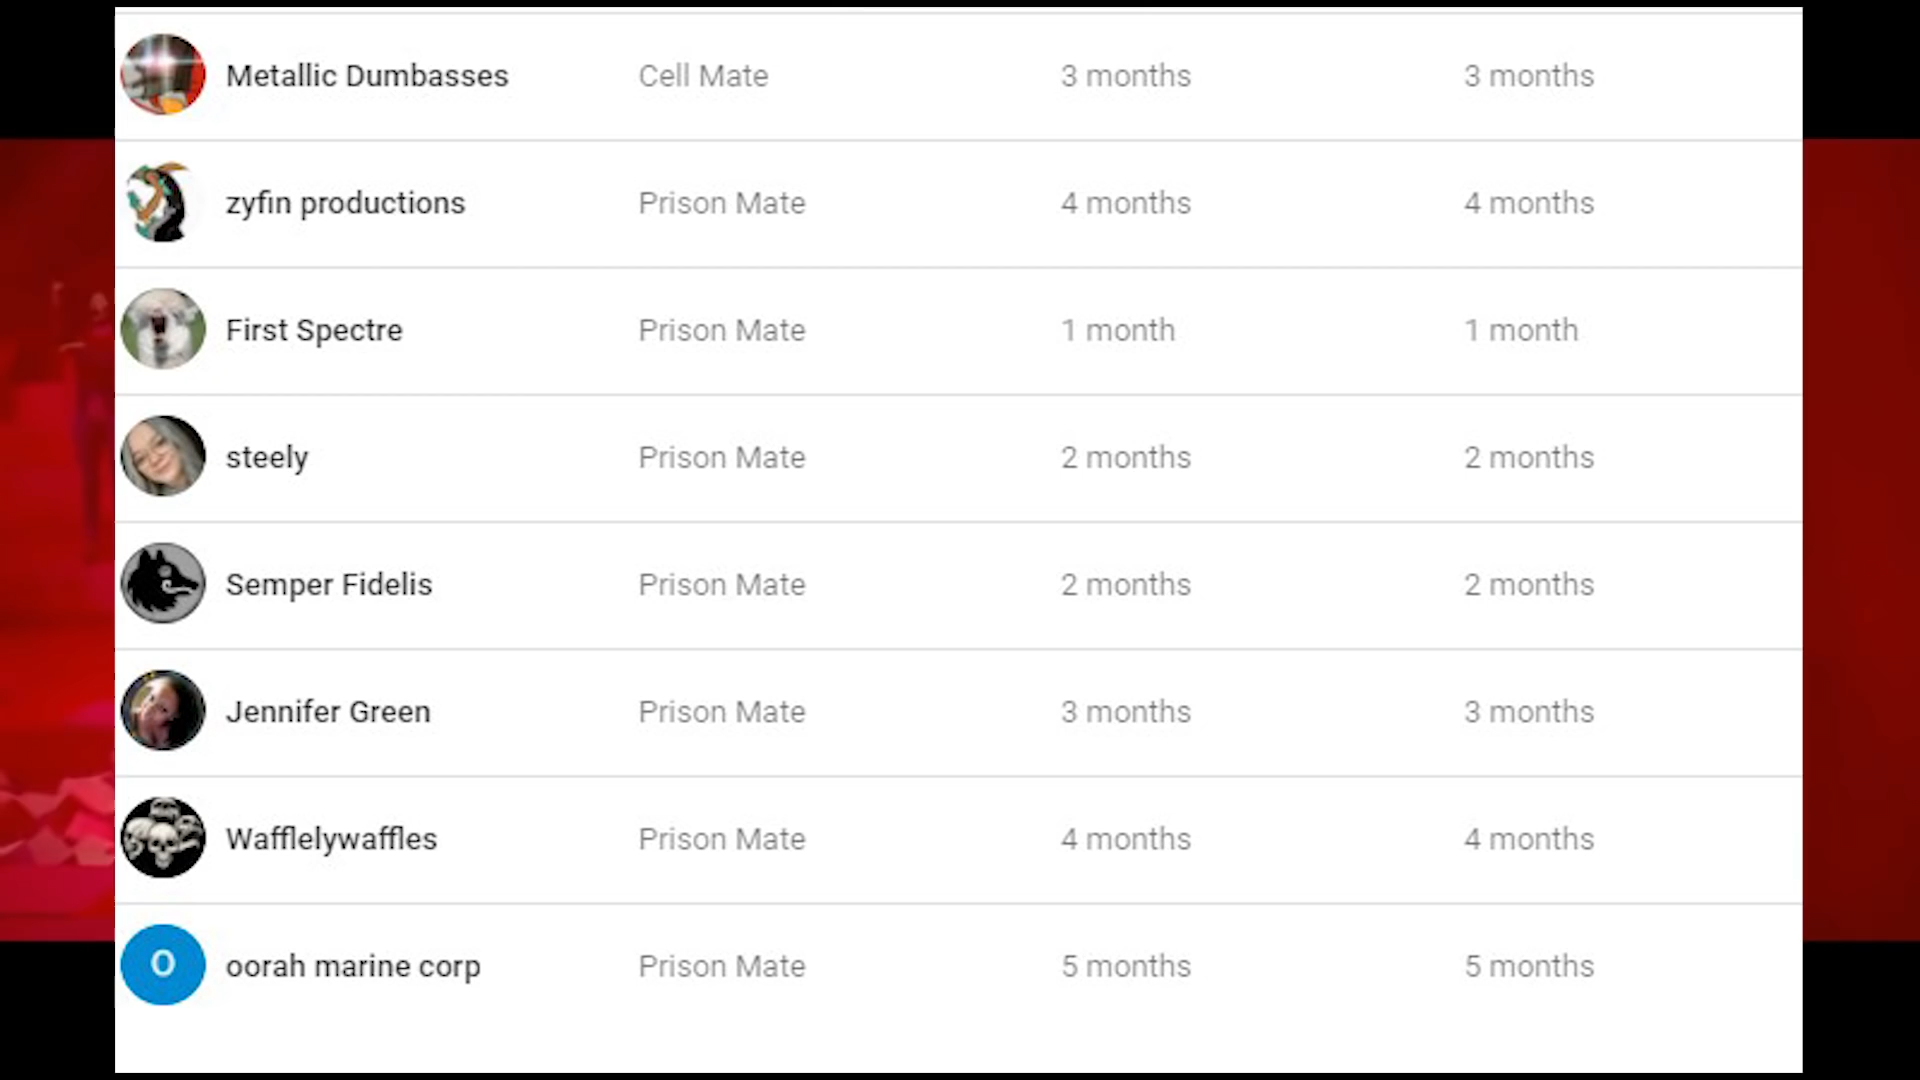 Metallic Dumbasses Cell Mate 3 months 3 months
zyfin productions Prison Mate 4 months 4 months
First Spectre Prison Mate 1 month 1 month
steely Prison Mate 2 months 2 months
Semper Fidelis Prison Mate 2 months 2 months
Jennifer Green Prison Mate 3 months 3 months
Wafflelywaffles Prison Mate 4 months 4 months
O oorah marine corp Prison Mate 5 months 5 months